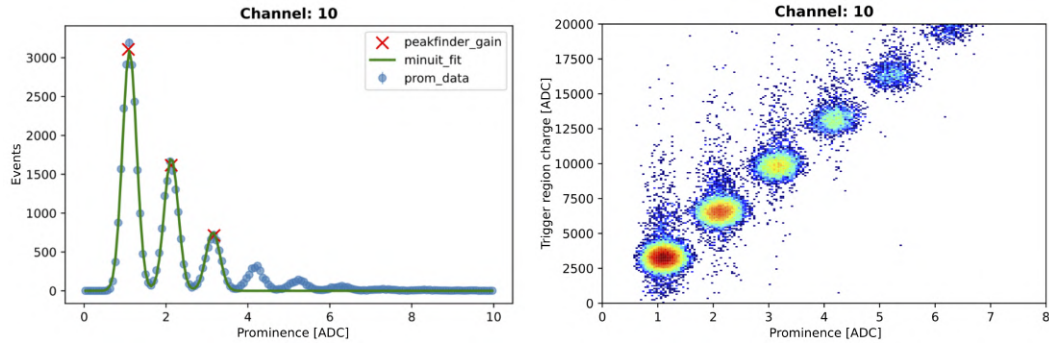 Channel: 10
peakfinder_gain
minuit_fit
prom_data
Events
3000
2500
2000
1500
1000
500
0
0 2 4 6 8 10
Prominence [ADC]
Channel: 10
Trigger region charge [ADC]
20000
17500
15000
12500
10000
7500
5000
2500
0
0 1 2 3 4 5 6 7 8
Prominence [ADC]